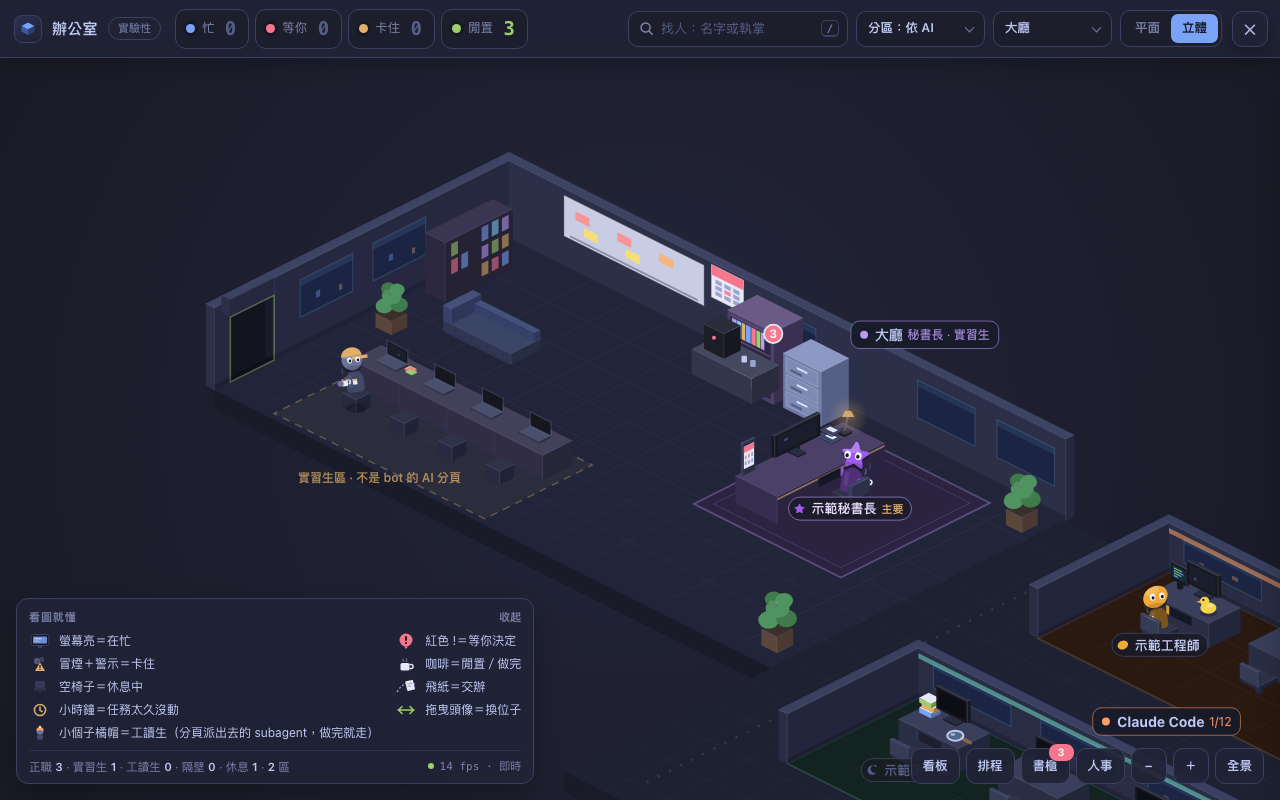 辦公室
實驗性
忙 0
等你 0
卡住 0
閒置 3
找人：名字或執掌
/
分區：依 AI
大廳
平面
立體
3
大廳 秘書長 · 實習生
實習生區 · 不是 bot 的 AI 分頁
示範秘書長 主要
示範工程師
Claude Code 1/12
示範
看圖就懂
收起
螢幕亮＝在忙
紅色 !＝等你決定
冒煙＋警示＝卡住
咖啡＝閒置 / 做完
空椅子＝休息中
飛紙＝交辦
小時鐘＝任務太久沒動
拖曳頭像＝換位子
小個子橘帽＝工讀生（分頁派出去的 subagent，做完就走）
正職 3 · 實習生 1 · 工讀生 0 · 隔壁 0 · 休息 1 · 2 區
14 fps · 即時
看板
排程
書櫃
3
人事
−
+
全景